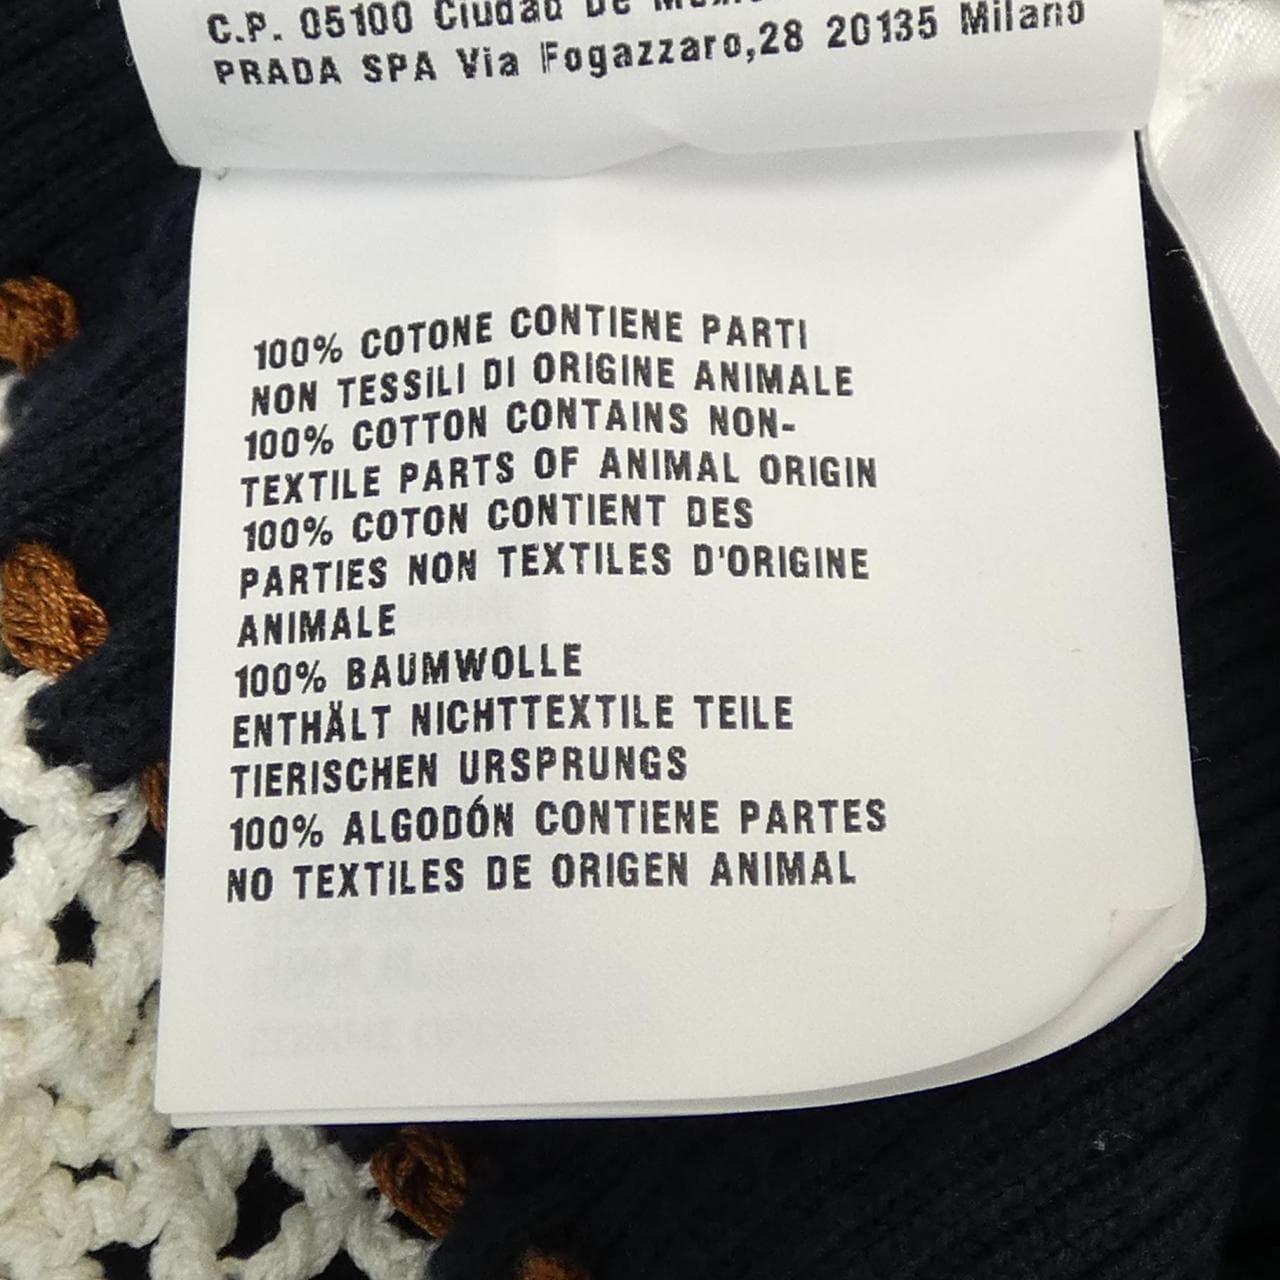 C.P. 05100 Ciudad De
PRADA SPA Via Fogazzaro,28 20135 Milano
100% COTONE CONTIENE PARTI
NON TESSILI DI ORIGINE ANIMALE
100% COTTON CONTAINS NON-
TEXTILE PARTS OF ANIMAL ORIGIN
100% COTON CONTIENT DES
PARTIES NON TEXTILES D'ORIGINE
ANIMALE
100% BAUMWOLLE
ENTHÄLT NICHTTEXTILE TEILE
TIERISCHEN URSPRUNGS
100% ALGODÓN CONTIENE PARTES
NO TEXTILES DE ORIGEN ANIMAL